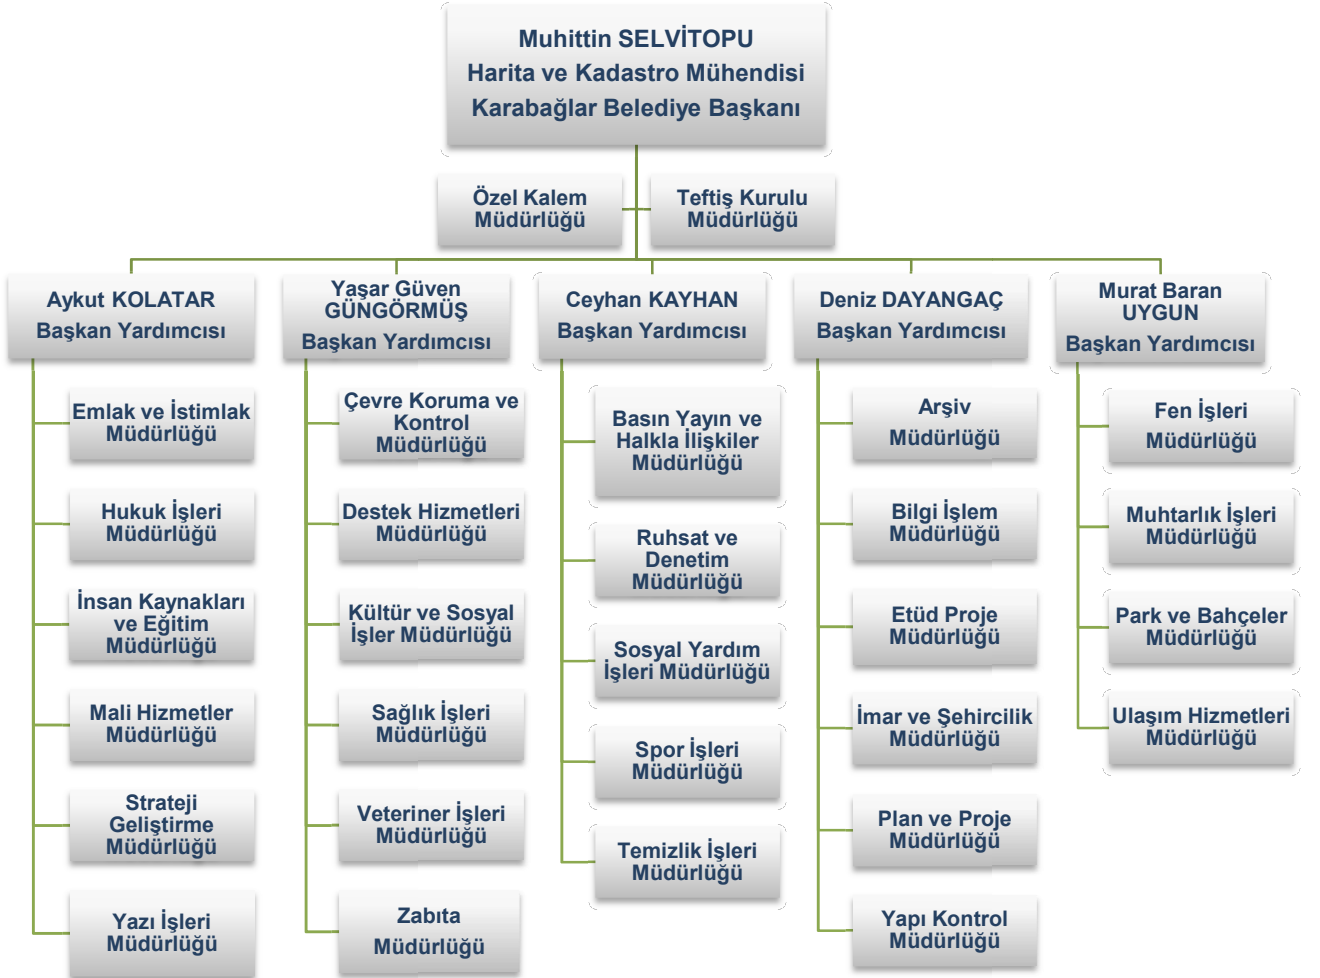 Muhittin SELVİTOPU
Harita ve Kadastro Mühendisi
Karabağlar Belediye Başkanı
Özel Kalem
Müdürlüğü
Teftiş Kurulu
Müdürlüğü
Aykut KOLATAR
Başkan Yardımcısı
Emlak ve İstimlak
Müdürlüğü
Hukuk İşleri
Müdürlüğü
İnsan Kaynakları
ve Eğitim
Müdürlüğü
Mali Hizmetler
Müdürlüğü
Strateji
Geliştirme
Müdürlüğü
Yazı İşleri
Müdürlüğü
Yaşar Güven
GÜNGÖRMÜŞ
Başkan Yardımcısı
Çevre Koruma ve
Kontrol
Müdürlüğü
Destek Hizmetleri
Müdürlüğü
Kültür ve Sosyal
İşler Müdürlüğü
Sağlık İşleri
Müdürlüğü
Veteriner İşleri
Müdürlüğü
Zabıta
Müdürlüğü
Ceyhan KAYHAN
Başkan Yardımcısı
Basın Yayın ve
Halkla İlişkiler
Müdürlüğü
Ruhsat ve
Denetim
Müdürlüğü
Sosyal Yardım
İşleri Müdürlüğü
Spor İşleri
Müdürlüğü
Temizlik İşleri
Müdürlüğü
Deniz DAYANGAÇ
Başkan Yardımcısı
Arşiv
Müdürlüğü
Bilgi İşlem
Müdürlüğü
Etüd Proje
Müdürlüğü
İmar ve Şehircilik
Müdürlüğü
Plan ve Proje
Müdürlüğü
Yapı Kontrol
Müdürlüğü
Murat Baran
UYGUN
Başkan Yardımcısı
Fen İşleri
Müdürlüğü
Muhtarlık İşleri
Müdürlüğü
Park ve Bahçeler
Müdürlüğü
Ulaşım Hizmetleri
Müdürlüğü